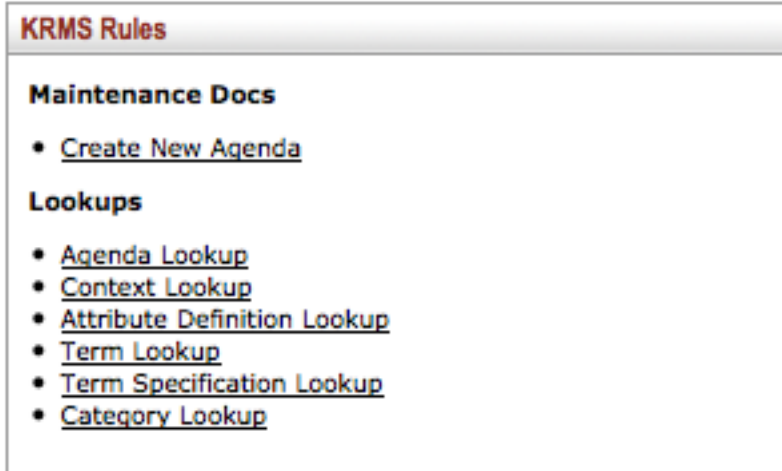 KRMS Rules
Maintenance Docs
• Create New Agenda
Lookups
• Agenda Lookup
• Context Lookup
• Attribute Definition Lookup
• Term Lookup
• Term Specification Lookup
• Category Lookup